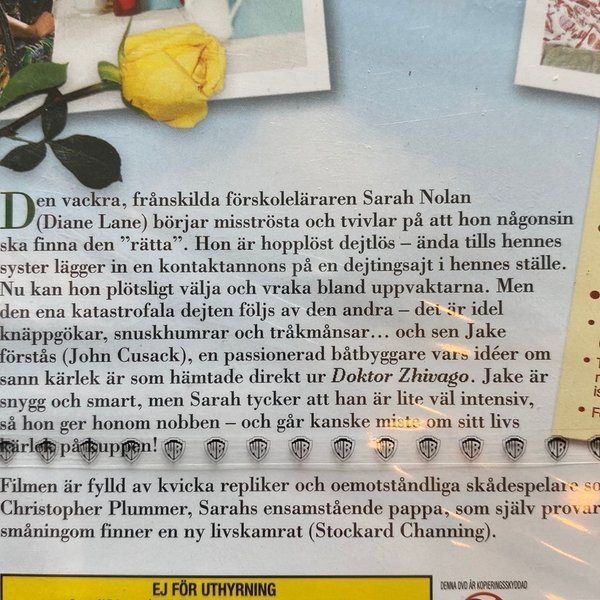 Den vackra, frånskilda förskoleläraren Sarah Nolan
(Diane Lane) börjar misströsta och tvivlar på att hon någonsin
ska finna den ”rätta”. Hon är hopplöst dejtlös – ända tills hennes
syster lägger in en kontaktannons på en dejtingsajt i hennes ställe.
Nu kan hon plötsligt välja och vraka bland uppvaktarna. Men
den ena katastrofala dejten följs av den andra – det är idel
knäppgökar, snuskhumrar och tråkmånsar... och sen Jake
förstås (John Cusack), en passionerad båtbyggare vars idéer om
sann kärlek är som hämtade direkt ur Doktor Zhivago. Jake är
snygg och smart, men Sarah tycker att han är lite väl intensiv,
så hon ger honom nobben – och går kanske miste om sitt livs
kärlek på kuppen!
Filmen är fylld av kvicka repliker och oemotståndliga skådespelare so
Christopher Plummer, Sarahs ensamstående pappa, som själv provar
småningom finner en ny livskamrat (Stockard Channing).
EJ FÖR UTHYRNING
DENNA DVD ÄR KOPIERINGSSKYDDAD